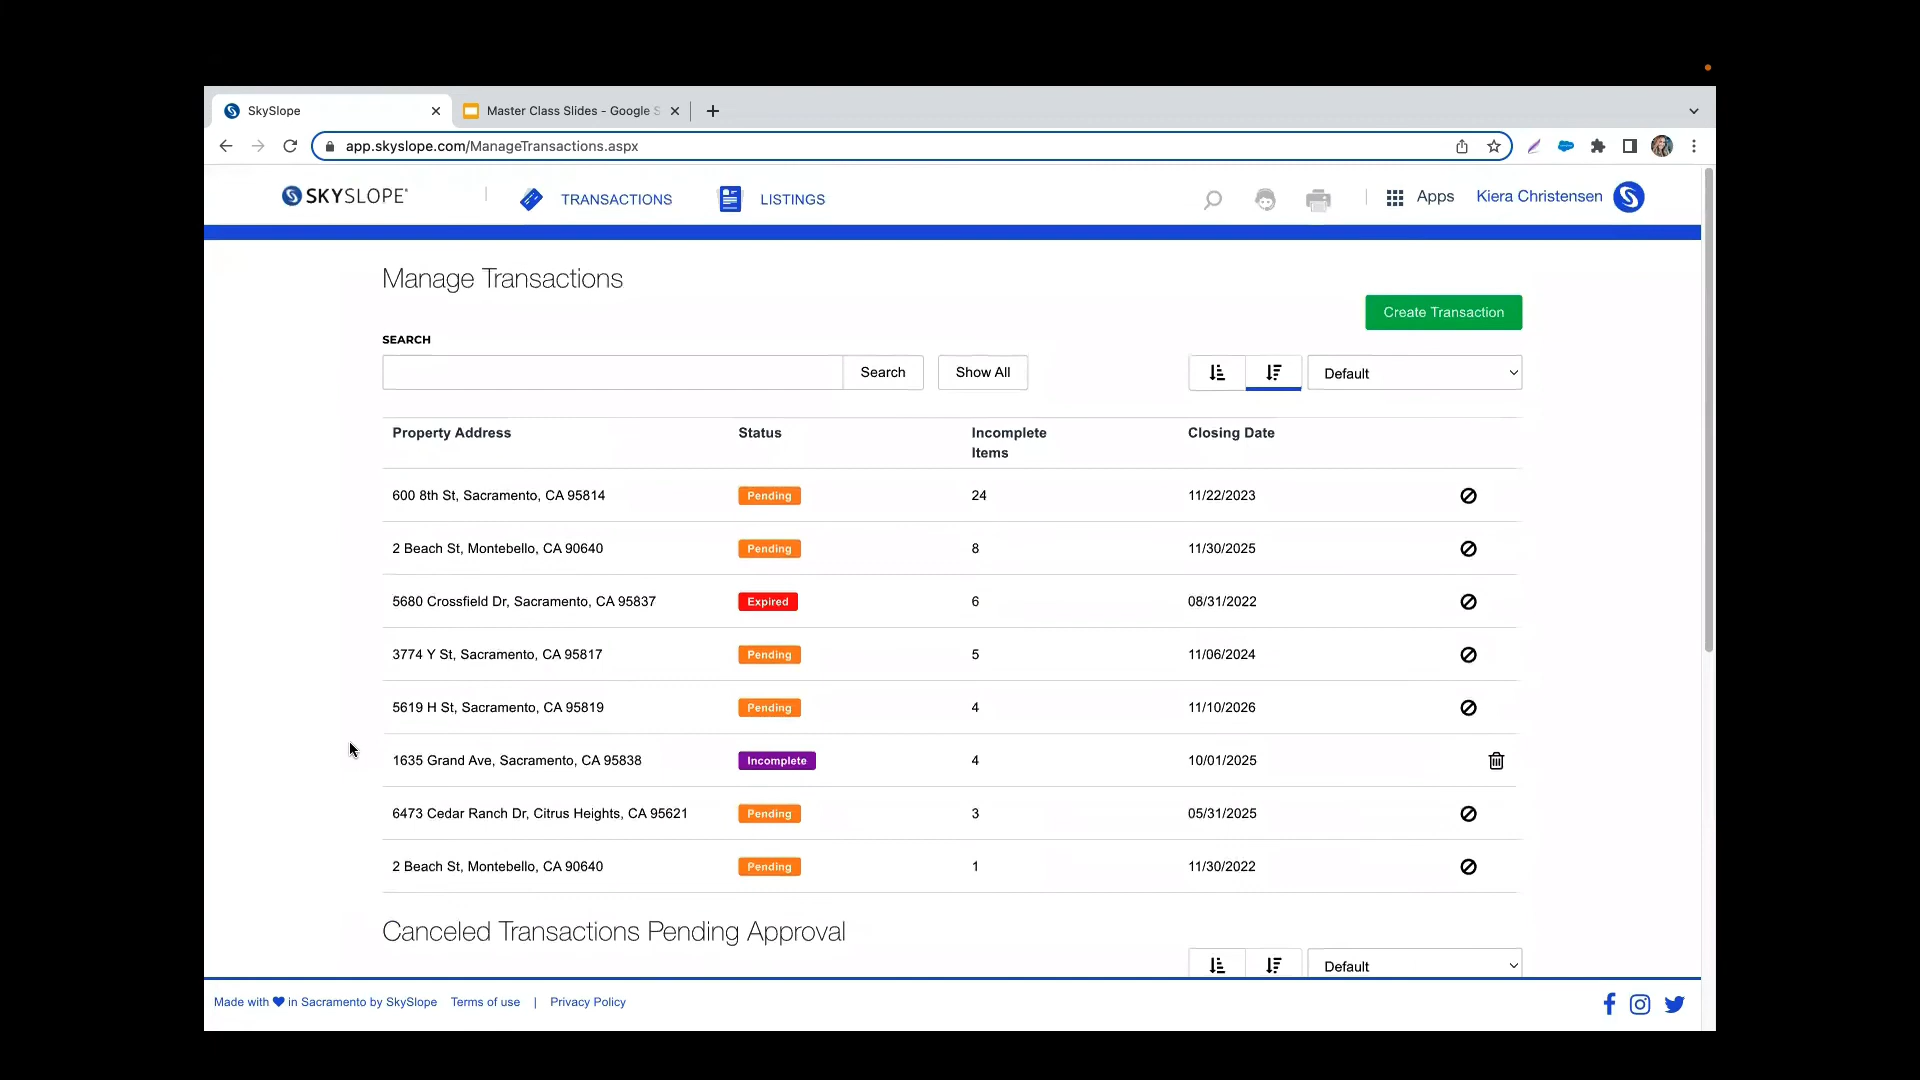 SkySlope
Master Class Slides - Google S
app.skyslope.com/ManageTransactions.aspx
SKYSLOPE
TRANSACTIONS
LISTINGS
Apps
Kiera Christensen
Manage Transactions
Create Transaction
SEARCH
Search
Show All
Default
Property Address Status Incomplete Items Closing Date
600 8th St, Sacramento, CA 95814 Pending 24 11/22/2023
2 Beach St, Montebello, CA 90640 Pending 8 11/30/2025
5680 Crossfield Dr, Sacramento, CA 95837 Expired 6 08/31/2022
3774 Y St, Sacramento, CA 95817 Pending 5 11/06/2024
5619 H St, Sacramento, CA 95819 Pending 4 11/10/2026
1635 Grand Ave, Sacramento, CA 95838 Incomplete 4 10/01/2025
6473 Cedar Ranch Dr, Citrus Heights, CA 95621 Pending 3 05/31/2025
2 Beach St, Montebello, CA 90640 Pending 1 11/30/2022
Canceled Transactions Pending Approval
Default
Made with in Sacramento by SkySlope Terms of use | Privacy Policy